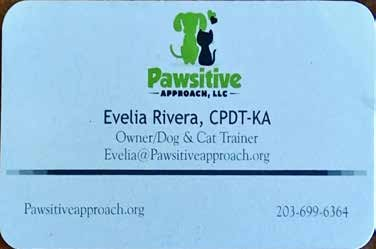 Pawsitive
APPROACH, LLC
Evelia Rivera, CPDT-KA
Owner/Dog & Cat Trainer
Evelia@Pawsitiveapproach.org
Pawsitiveapproach.org
203-699-6364